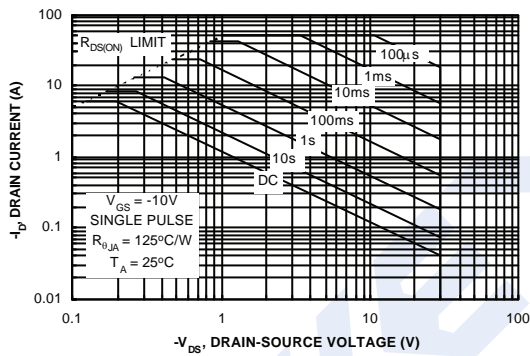 100
R_DS(ON) LIMIT
100µs
1ms
10
10ms
100ms
1s
1
10s
DC
V_GS = -10V
SINGLE PULSE
R_θJA = 125°C/W
T_A = 25°C
0.1
0.01
0.1 1 10 100
-I_D, DRAIN CURRENT (A)
-V_DS, DRAIN-SOURCE VOLTAGE (V)